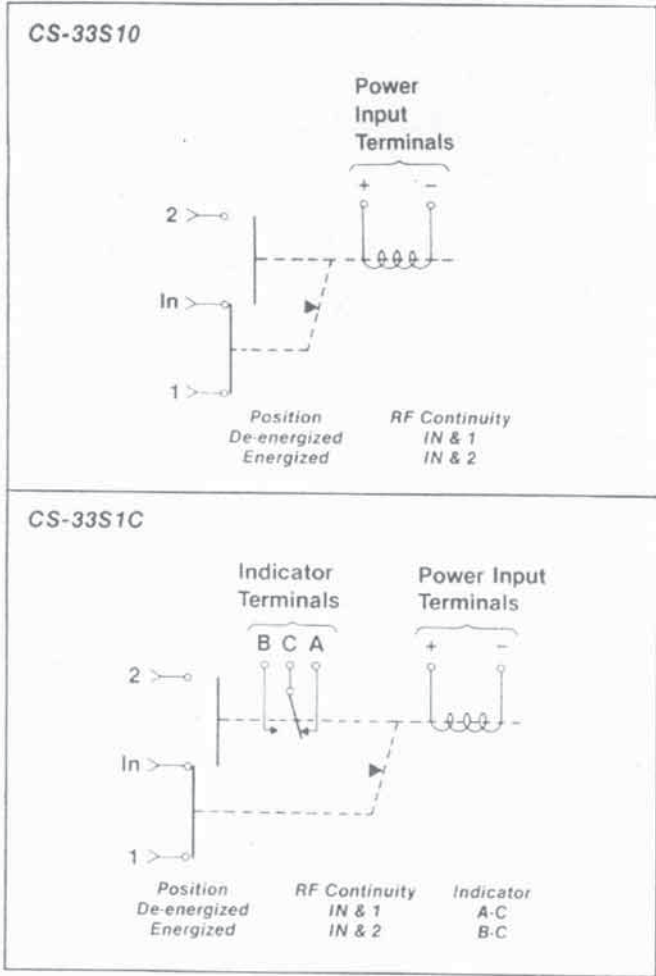 CS-33S10
Power
Input
Terminals
+ −
2
In
1
Position RF Continuity
De-energized IN & 1
Energized IN & 2
CS-33S1C
Indicator Power Input
Terminals Terminals
B C A + −
2
In
1
Position RF Continuity Indicator
De-energized IN & 1 A-C
Energized IN & 2 B-C